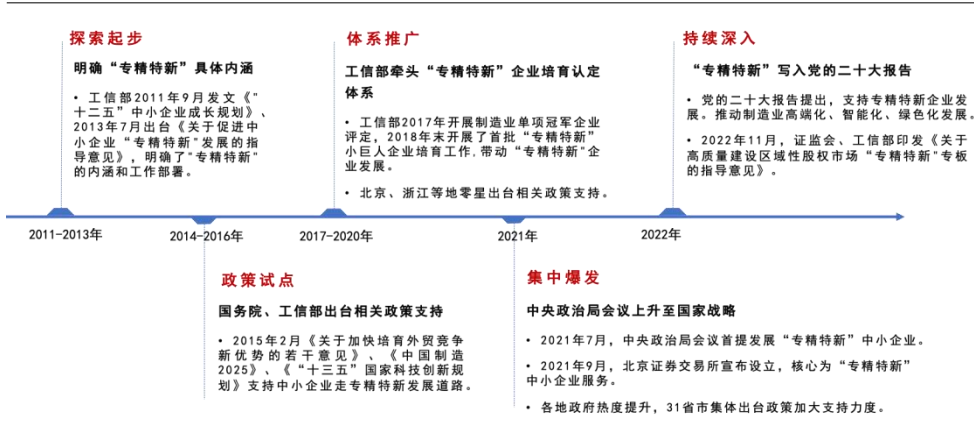 探索起步
明确“专精特新”具体内涵
• 工信部2011年9月发文《"
十二五”中小企业成长规划》、
2013年7月出台《关于促进中
小企业“专精特新"发展的指
导意见》，明确了"专精特新"
的内涵和工作部署。
体系推广
工信部牵头“专精特新”企业培育认定
体系
• 工信部2017年开展制造业单项冠军企业
评定，2018年末开展了首批“专精特新”
小巨人企业培育工作,带动“专精特新"企
业发展。
• 北京、浙江等地零星出台相关政策支持。
持续深入
“专精特新”写入党的二十大报告
• 党的二十大报告提出，支持专精特新企业发
展。推动制造业高端化、智能化、绿色化发展。
• 2022年11月，证监会、工信部印发《关于
高质量建设区域性股权市场“专精特新"专板
的指导意见》。
2011-2013年
2014-2016年
2017-2020年
2021年
2022年
政策试点
国务院、工信部出台相关政策支持
• 2015年2月《关于加快培育外贸竞争
新优势的若干意见》、《中国制造
2025》、《“十三五”国家科技创新规
划》支持中小企业走专精特新发展道路。
集中爆发
中央政治局会议上升至国家战略
• 2021年7月，中央政治局会议首提发展“专精特新”中小企业。
• 2021年9月，北京证券交易所宣布设立，核心为“专精特新”
中小企业服务。
• 各地政府热度提升，31省市集体出台政策加大支持力度。